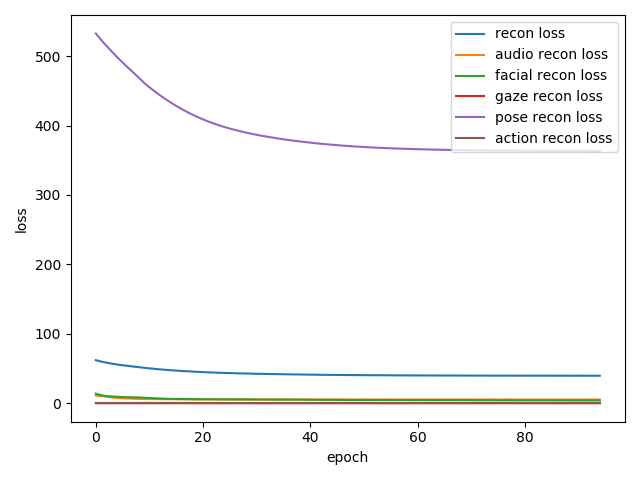 recon loss
audio recon loss
facial recon loss
gaze recon loss
pose recon loss
action recon loss
500
400
300
200
100
0
loss
0 20 40 60 80
epoch